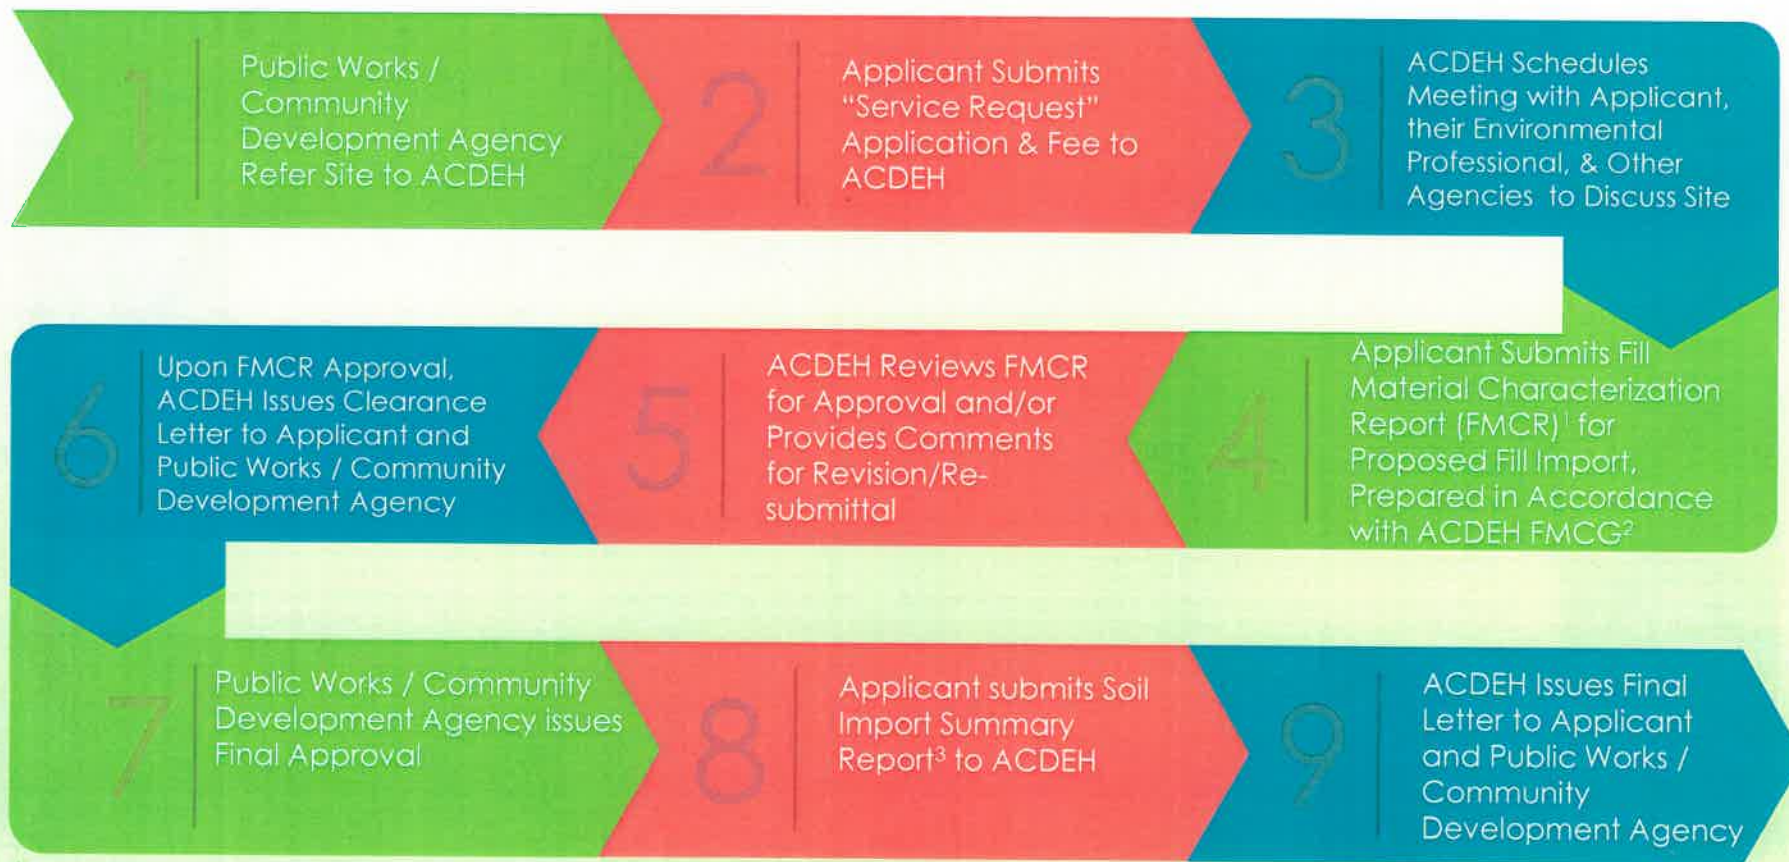 1
Public Works /
Community
Development Agency
Refer Site to ACDEH
2
Applicant Submits
“Service Request”
Application & Fee to
ACDEH
3
ACDEH Schedules
Meeting with Applicant,
their Environmental
Professional, & Other
Agencies to Discuss Site
4
Applicant Submits Fill
Material Characterization
Report (FMCR)¹ for
Proposed Fill Import,
Prepared in Accordance
with ACDEH FMCG²
5
ACDEH Reviews FMCR
for Approval and/or
Provides Comments
for Revision/Re-
submittal
6
Upon FMCR Approval,
ACDEH Issues Clearance
Letter to Applicant and
Public Works / Community
Development Agency
7
Public Works / Community
Development Agency issues
Final Approval
8
Applicant submits Soil
Import Summary
Report³ to ACDEH
9
ACDEH Issues Final
Letter to Applicant
and Public Works /
Community
Development Agency